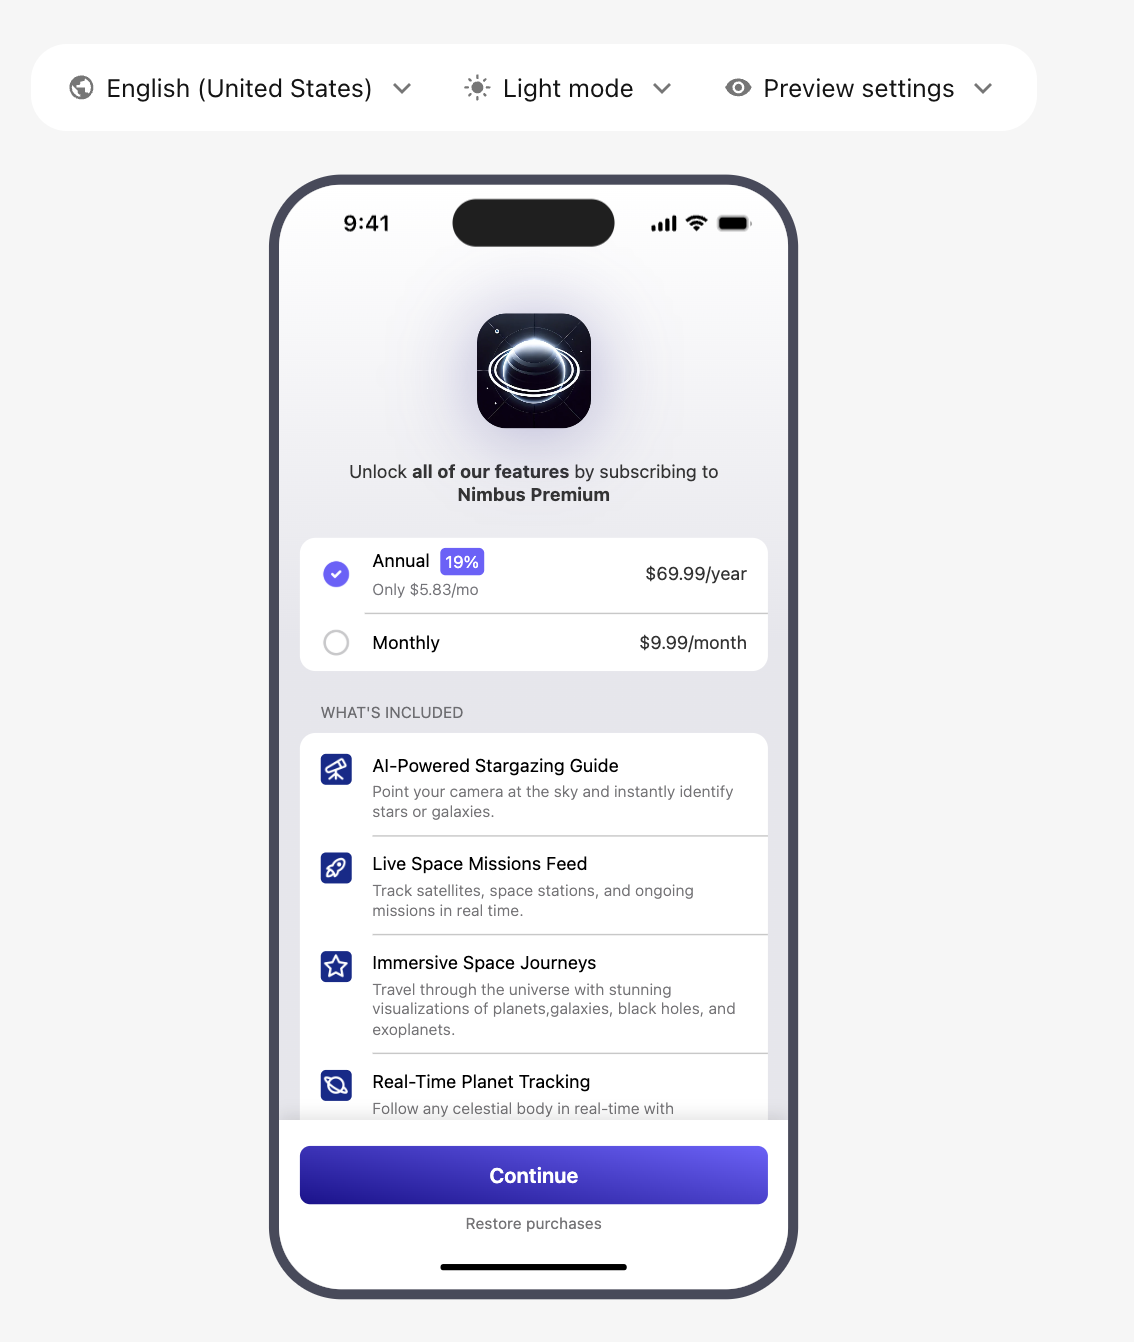 English (United States) Light mode Preview settings
9:41
Unlock all of our features by subscribing to
Nimbus Premium
Annual 19%
Only $5.83/mo
$69.99/year
Monthly $9.99/month
WHAT'S INCLUDED
AI-Powered Stargazing Guide
Point your camera at the sky and instantly identify
stars or galaxies.
Live Space Missions Feed
Track satellites, space stations, and ongoing
missions in real time.
Immersive Space Journeys
Travel through the universe with stunning
visualizations of planets,galaxies, black holes, and
exoplanets.
Real-Time Planet Tracking
Follow any celestial body in real-time with
Continue
Restore purchases